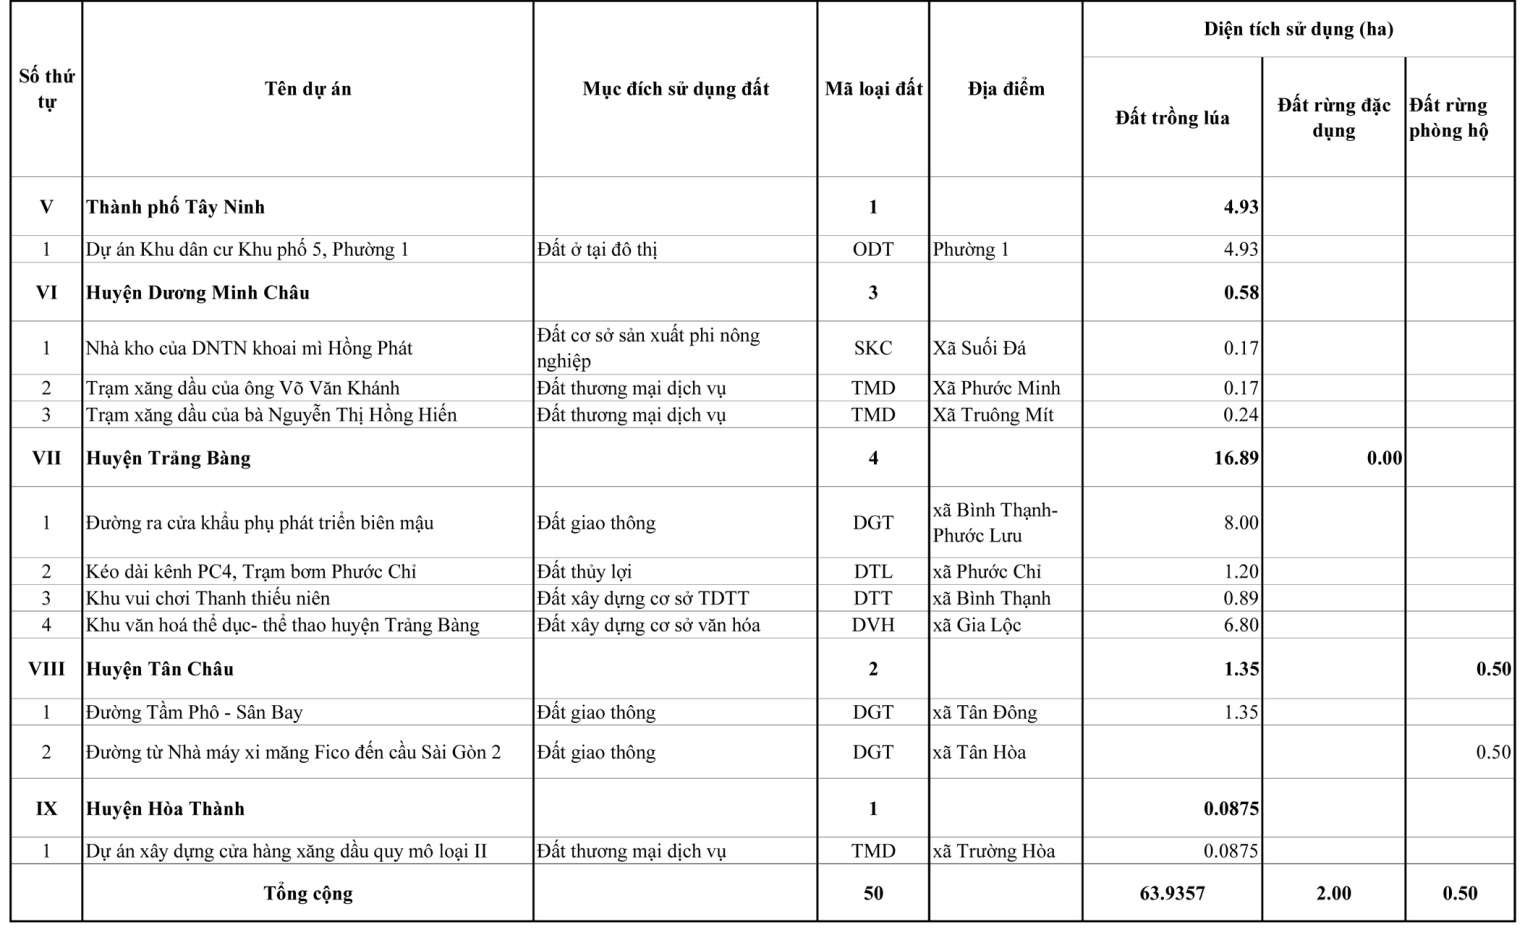 Số thứ tự
Tên dự án
Mục đích sử dụng đất
Mã loại đất
Địa điểm
Diện tích sử dụng (ha)
Đất trồng lúa
Đất rừng đặc dụng
Đất rừng phòng hộ
V Thành phố Tây Ninh 1 4.93
1 Dự án Khu dân cư Khu phố 5, Phường 1 Đất ở tại đô thị ODT Phường 1 4.93
VI Huyện Dương Minh Châu 3 0.58
1 Nhà kho của DNTN khoai mì Hồng Phát Đất cơ sở sản xuất phi nông nghiệp SKC Xã Suối Đá 0.17
2 Trạm xăng dầu của ông Võ Văn Khánh Đất thương mại dịch vụ TMD Xã Phước Minh 0.17
3 Trạm xăng dầu của bà Nguyễn Thị Hồng Hiến Đất thương mại dịch vụ TMD Xã Truông Mít 0.24
VII Huyện Trảng Bàng 4 16.89 0.00
1 Đường ra cửa khẩu phụ phát triển biên mậu Đất giao thông DGT xã Bình Thạnh- Phước Lưu 8.00
2 Kéo dài kênh PC4, Trạm bơm Phước Chỉ Đất thủy lợi DTL xã Phước Chỉ 1.20
3 Khu vui chơi Thanh thiếu niên Đất xây dựng cơ sở TDTT DTT xã Bình Thạnh 0.89
4 Khu văn hoá thể dục- thể thao huyện Trảng Bàng Đất xây dựng cơ sở văn hóa DVH xã Gia Lộc 6.80
VIII Huyện Tân Châu 2 1.35 0.50
1 Đường Tầm Phô - Sân Bay Đất giao thông DGT xã Tân Đông 1.35
2 Đường từ Nhà máy xi măng Fico đến cầu Sài Gòn 2 Đất giao thông DGT xã Tân Hòa 0.50
IX Huyện Hòa Thành 1 0.0875
1 Dự án xây dựng cửa hàng xăng dầu quy mô loại II Đất thương mại dịch vụ TMD xã Trường Hòa 0.0875
Tổng cộng 50 63.9357 2.00 0.50